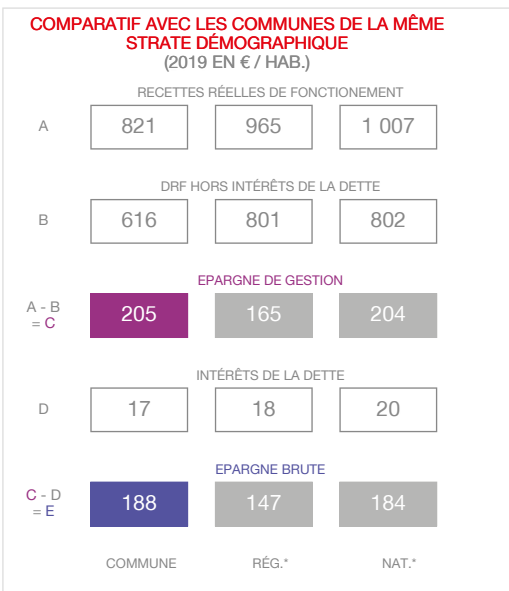 COMPARATIF AVEC LES COMMUNES DE LA MÊME
STRATE DÉMOGRAPHIQUE
(2019 EN € / HAB.)
RECETTES RÉELLES DE FONCTIONEMENT
A 821 965 1 007
DRF HORS INTÉRÊTS DE LA DETTE
B 616 801 802
EPARGNE DE GESTION
A - B
= C 205 165 204
INTÉRÊTS DE LA DETTE
D 17 18 20
EPARGNE BRUTE
C - D
= E 188 147 184
COMMUNE RÉG.* NAT.*